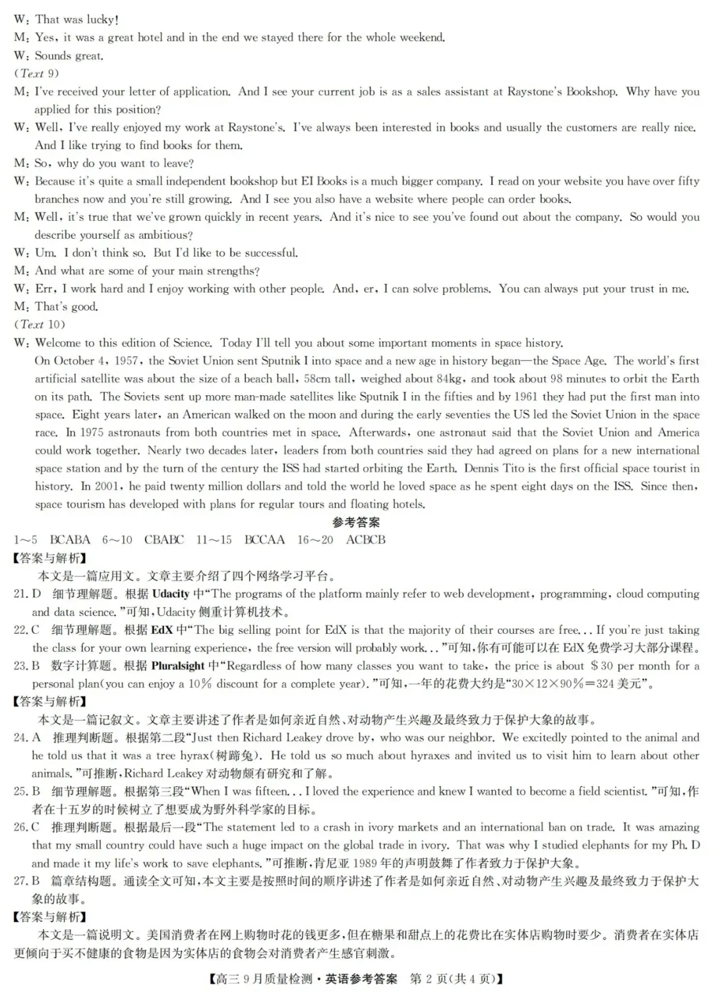 W: That was lucky!
M: Yes, it was a great hotel and in the end we stayed there for the whole weekend.
W: Sounds great.
(Text 9)
M: I've received your letter of application. And I see your current job is as a sales assistant at Raystone's Bookshop. Why have you
applied for this position?
W: Well, I've really enjoyed my work at Raystone's. I've always been interested in books and usually the customers are really nice.
And I like trying to find books for them.
M: So, why do you want to leave?
W: Because it's quite a small independent bookshop but EI Books is a much bigger company. I read on your website you have over fifty
branches now and you're still growing. And I see you also have a website where people can order books.
M: Well, it's true that we've grown quickly in recent years. And it's nice to see you've found out about the company. So would you
describe yourself as ambitious?
W: Um. I don't think so. But I'd like to be successful.
M: And what are some of your main strengths?
W: Err, I work hard and I enjoy working with other people. And, er, I can solve problems. You can always put your trust in me.
M: That's good.
(Text 10)
W: Welcome to this edition of Science. Today I'll tell you about some important moments in space history.
On October 4, 1957, the Soviet Union sent Sputnik I into space and a new age in history began—the Space Age. The world's first
artificial satellite was about the size of a beach ball, 58cm tall, weighed about 84kg, and took about 98 minutes to orbit the Earth
on its path. The Soviets sent up more man-made satellites like Sputnik I in the fifties and by 1961 they had put the first man into
space. Eight years later, an American walked on the moon and during the early seventies the US led the Soviet Union in the space
race. In 1975 astronauts from both countries met in space. Afterwards, one astronaut said that the Soviet Union and America
could work together. Nearly two decades later, leaders from both countries said they had agreed on plans for a new international
space station and by the turn of the century the ISS had started orbiting the Earth. Dennis Tito is the first official space tourist in
history. In 2001, he paid twenty million dollars and told the world he loved space as he spent eight days on the ISS. Since then,
space tourism has developed with plans for regular tours and floating hotels.
参考答案
1～5 BCABA 6～10 CBABC 11～15 BCCAA 16～20 ACBCB
【答案与解析】
本文是一篇应用文。文章主要介绍了四个网络学习平台。
21. D 细节理解题。根据 Udacity 中“The programs of the platform mainly refer to web development, programming, cloud computing
and data science.”可知,Udacity 侧重计算机技术。
22. C 细节理解题。根据 EdX 中“The big selling point for EdX is that the majority of their courses are free... If you're just taking
the class for your own learning experience, the free version will probably work...”可知,你有可能可以在 EdX 免费学习大部分课程。
23. B 数字计算题。根据 Pluralsight 中“Regardless of how many classes you want to take, the price is about ＄30 per month for a
personal plan(you can enjoy a 10% discount for a complete year).”可知,一年的花费大约是“30×12×90%＝324 美元”。
【答案与解析】
本文是一篇记叙文。文章主要讲述了作者是如何亲近自然、对动物产生兴趣及最终致力于保护大象的故事。
24. A 推理判断题。根据第二段“Just then Richard Leakey drove by, who was our neighbor. We excitedly pointed to the animal and
he told us that it was a tree hyrax(树蹄兔). He told us so much about hyraxes and invited us to visit him to learn about other
animals.”可推断,Richard Leakey 对动物颇有研究和了解。
25. B 细节理解题。根据第三段“When I was fifteen... I loved the experience and knew I wanted to become a field scientist.”可知,作
者在十五岁的时候树立了想要成为野外科学家的目标。
26. C 推理判断题。根据最后一段“The statement led to a crash in ivory markets and an international ban on trade. It was amazing
that my small country could have such a huge impact on the global trade in ivory. That was why I studied elephants for my Ph. D
and made it my life's work to save elephants.”可推断,肯尼亚 1989 年的声明鼓舞了作者致力于保护大象。
27. B 篇章结构题。通读全文可知,本文主要是按照时间的顺序讲述了作者是如何亲近自然、对动物产生兴趣及最终致力于保护大
象的故事。
【答案与解析】
本文是一篇说明文。美国消费者在网上购物时花的钱更多,但在糖果和甜点上的花费比在实体店购物时要少。消费者在实体店
更倾向于买不健康的食物是因为实体店的食物会对消费者产生感官刺激。
【高三 9 月质量检测·英语参考答案 第 2 页(共 4 页)】